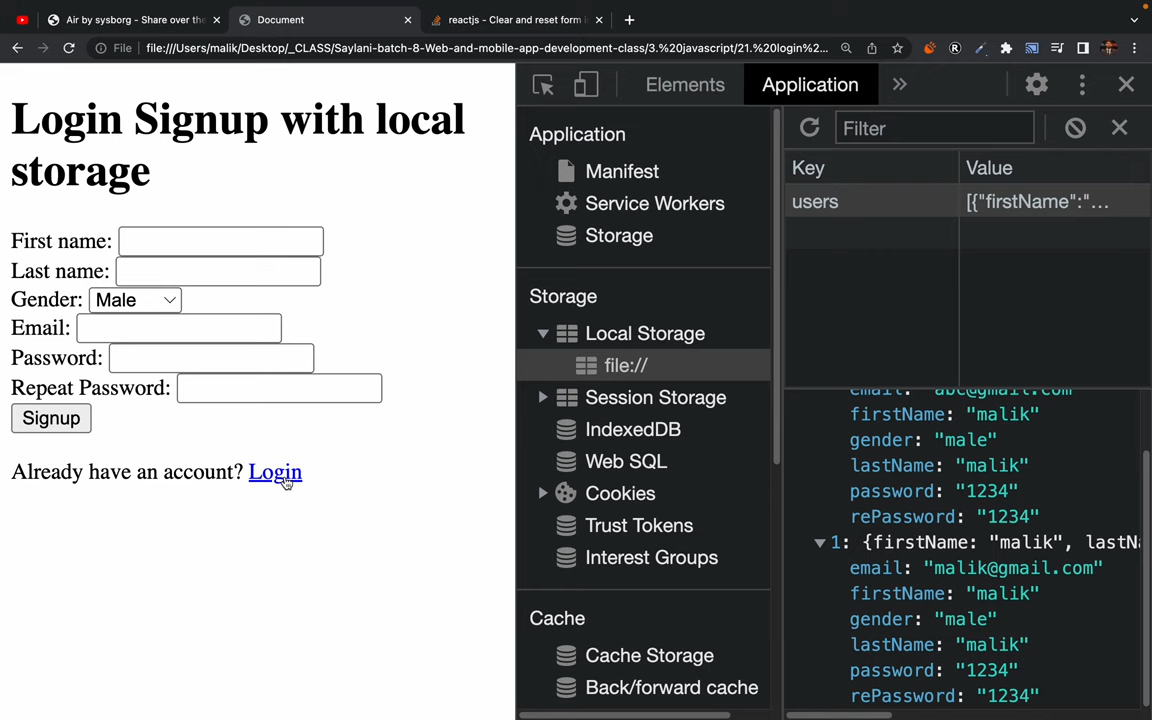 Air by sysborg - Share over the
Document
reactjs - Clear and reset form i
File
file:///Users/malik/Desktop/_CLASS/Saylani-batch-8-Web-and-mobile-app-development-class/3.%20javascript/21.%20login%2...
Login Signup with local
storage
First name:
Last name:
Gender: Male
Email:
Password:
Repeat Password:
Signup
Already have an account? Login
Elements
Application
Application
Manifest
Service Workers
Storage
Storage
Local Storage
file://
Session Storage
IndexedDB
Web SQL
Cookies
Trust Tokens
Interest Groups
Cache
Cache Storage
Back/forward cache
Filter
Key Value
users [{"firstName":"...
email: "abc@gmail.com"
firstName: "malik"
gender: "male"
lastName: "malik"
password: "1234"
rePassword: "1234"
1: {firstName: "malik", lastN
email: "malik@gmail.com"
firstName: "malik"
gender: "male"
lastName: "malik"
password: "1234"
rePassword: "1234"